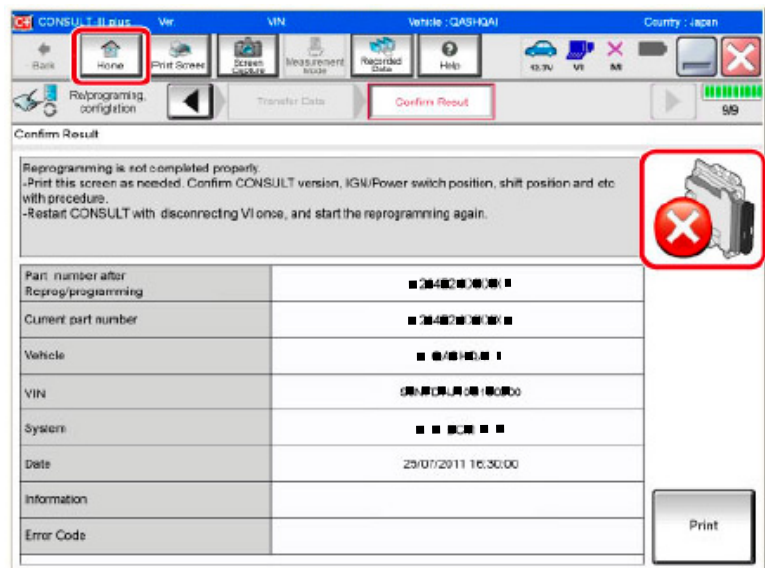 CONSULT-III plus Ver. VIN: Vehicle : QASHQAI Country : Japan
Back
Home
Print Screen
Screen Capture
Measurement Mode
Recorded Data
Help
12.7V
VI
MI
Re/programing, configlation
Transfer Data
Confirm Result
9/9
Confirm Result
Reprogramming is not completed properly.
-Print this screen as needed. Confirm CONSULT version, IGN/Power switch position, shift position and etc
with procedure.
-Restart CONSULT with disconnecting VI once, and start the reprogramming again.
Part number after
Reprog/programming
Current part number
Vehicle
VIN
System
Date 25/07/2011 16:30:00
Information
Error Code
Print